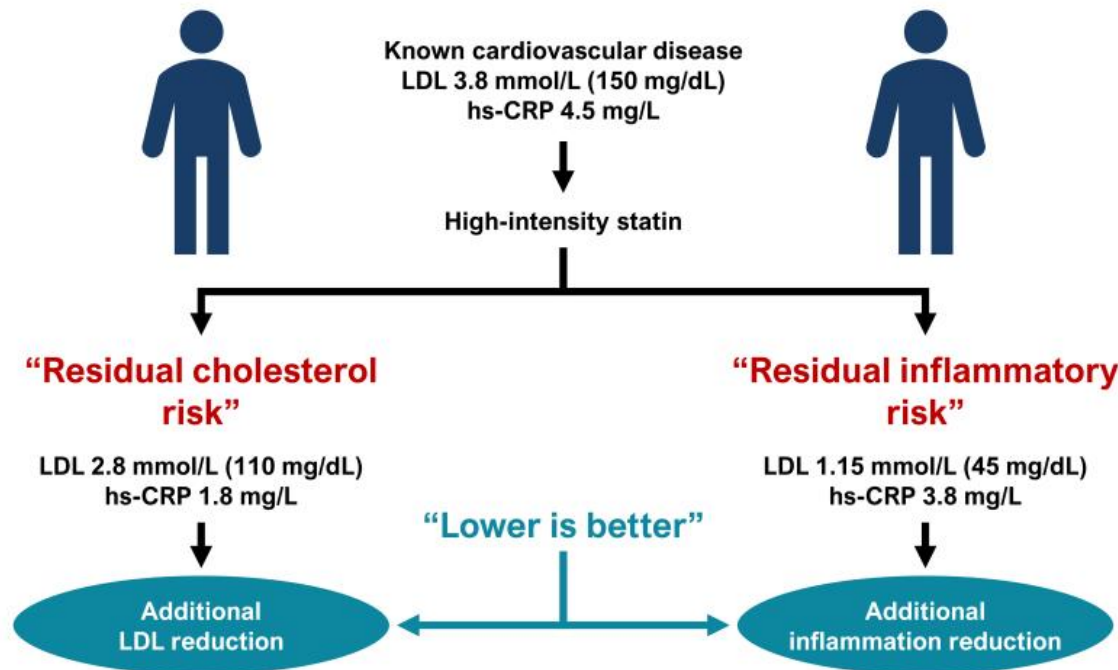 Known cardiovascular disease
LDL 3.8 mmol/L (150 mg/dL)
hs-CRP 4.5 mg/L
High-intensity statin
“Residual cholesterol
risk”
LDL 2.8 mmol/L (110 mg/dL)
hs-CRP 1.8 mg/L
“Residual inflammatory
risk”
LDL 1.15 mmol/L (45 mg/dL)
hs-CRP 3.8 mg/L
“Lower is better”
Additional
LDL reduction
Additional
inflammation reduction